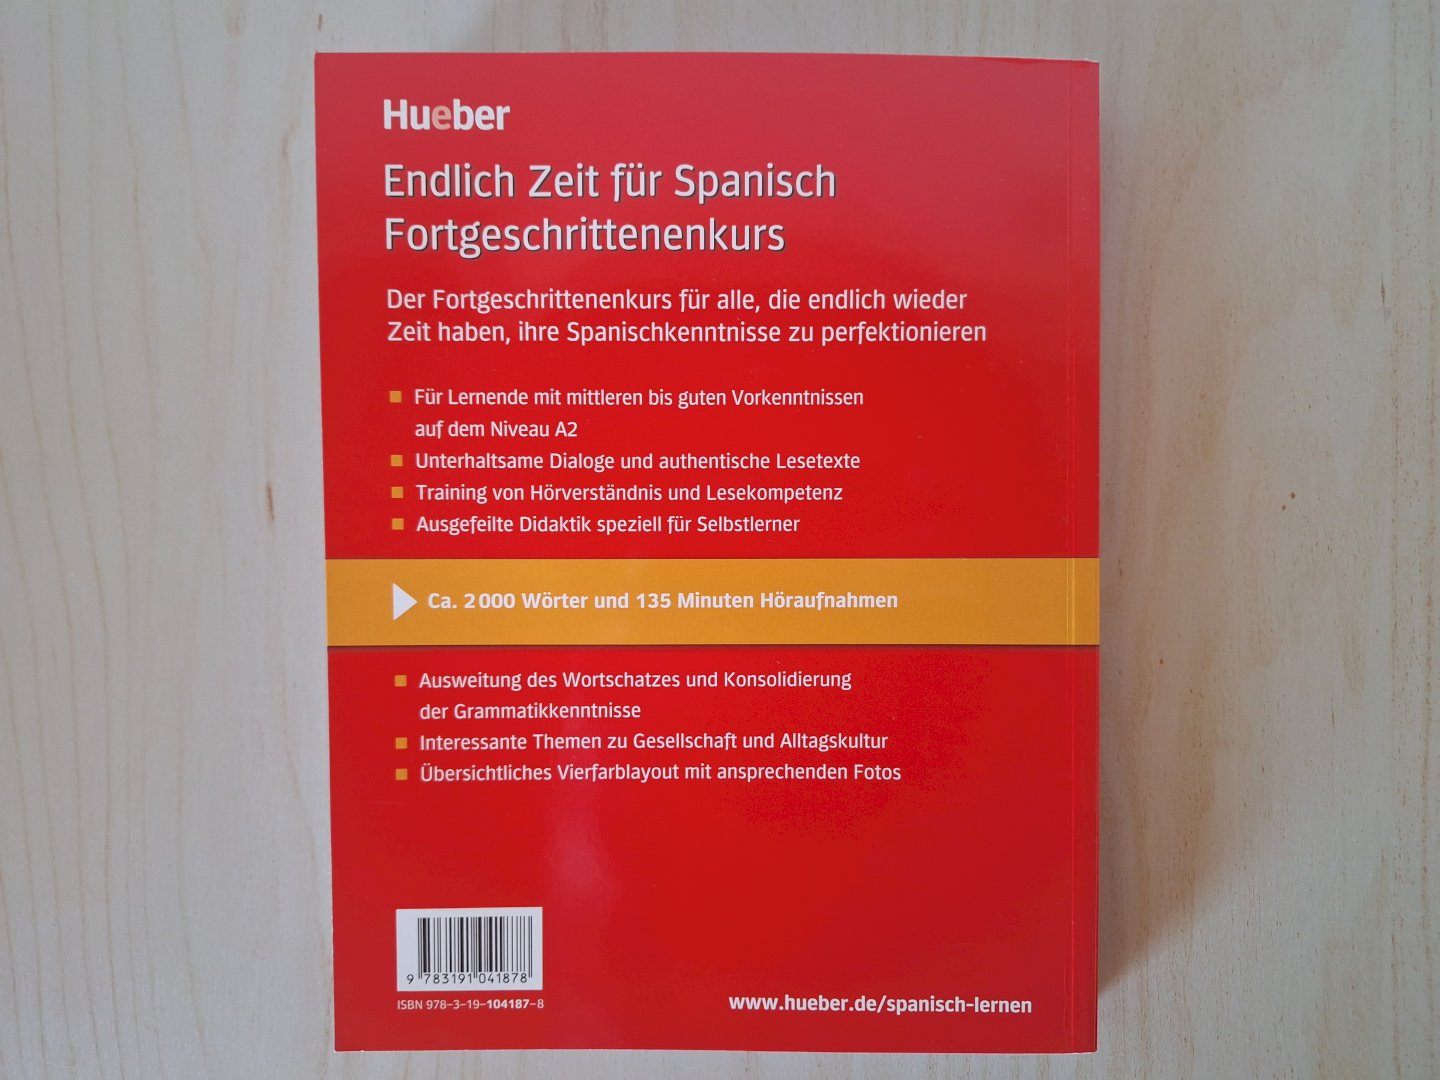 Hueber
Endlich Zeit für Spanisch
Fortgeschrittenenkurs
Der Fortgeschrittenenkurs für alle, die endlich wieder
Zeit haben, ihre Spanischkenntnisse zu perfektionieren
Für Lernende mit mittleren bis guten Vorkenntnissen
auf dem Niveau A2
Unterhaltsame Dialoge und authentische Lesetexte
Training von Hörverständnis und Lesekompetenz
Ausgefeilte Didaktik speziell für Selbstlerner
Ca. 2 000 Wörter und 135 Minuten Höraufnahmen
Ausweitung des Wortschatzes und Konsolidierung
der Grammatikkenntnisse
Interessante Themen zu Gesellschaft und Alltagskultur
Übersichtliches Vierfarblayout mit ansprechenden Fotos
9 783191 041878
ISBN 978–3–19–104187–8
www.hueber.de/spanisch-lernen